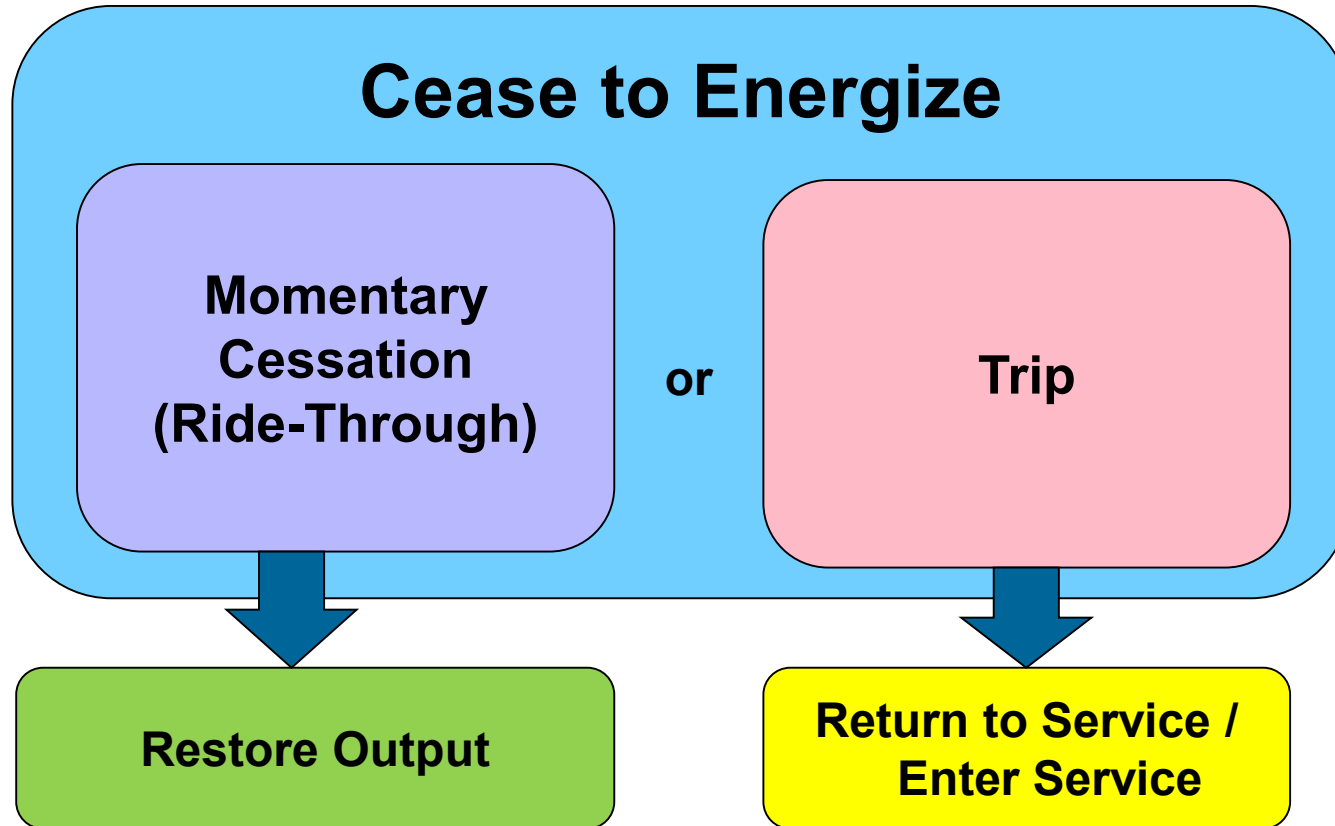 Cease to Energize
Momentary
Cessation
(Ride-Through)
or
Trip
Restore Output
Return to Service /
Enter Service